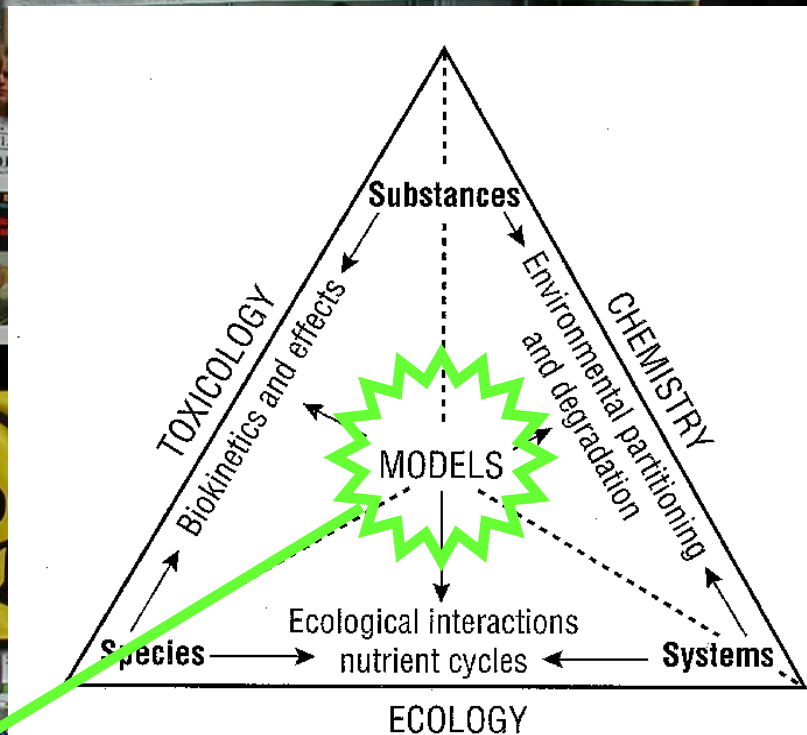 Substances
TOXICOLOGY
Biokinetics and effects
Environmental partitioning
and degradation
CHEMISTRY
MODELS
Ecological interactions
nutrient cycles
Species
Systems
ECOLOGY